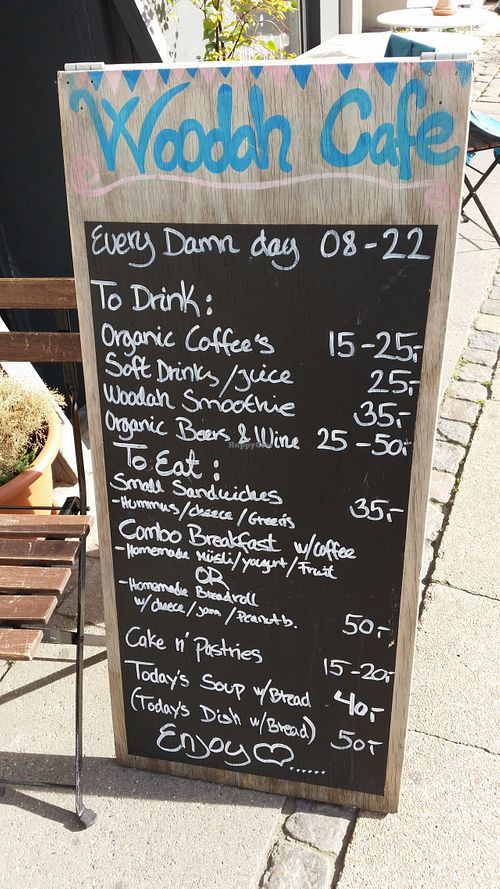 Woodah Cafe
Every Damn day 08-22
To Drink:
Organic Coffee's 15-25,-
Soft Drinks/juice 25,-
Woodah Smoothie 35,-
Organic Beers & Wine 25-50,-
To Eat:
Small Sandwiches
-Hummus/cheese/Greens 35,-
Combo Breakfast w/coffee
-Homemade Müsli/yougurt/Fruit
OR
-Homemade Breadroll
w/cheese/jam/Peanutb. 50,-
Cake n' Pastries 15-20,-
Today's Soup w/Bread 40,-
(Today's Dish w/Bread) 50,-
Enjoy♡......